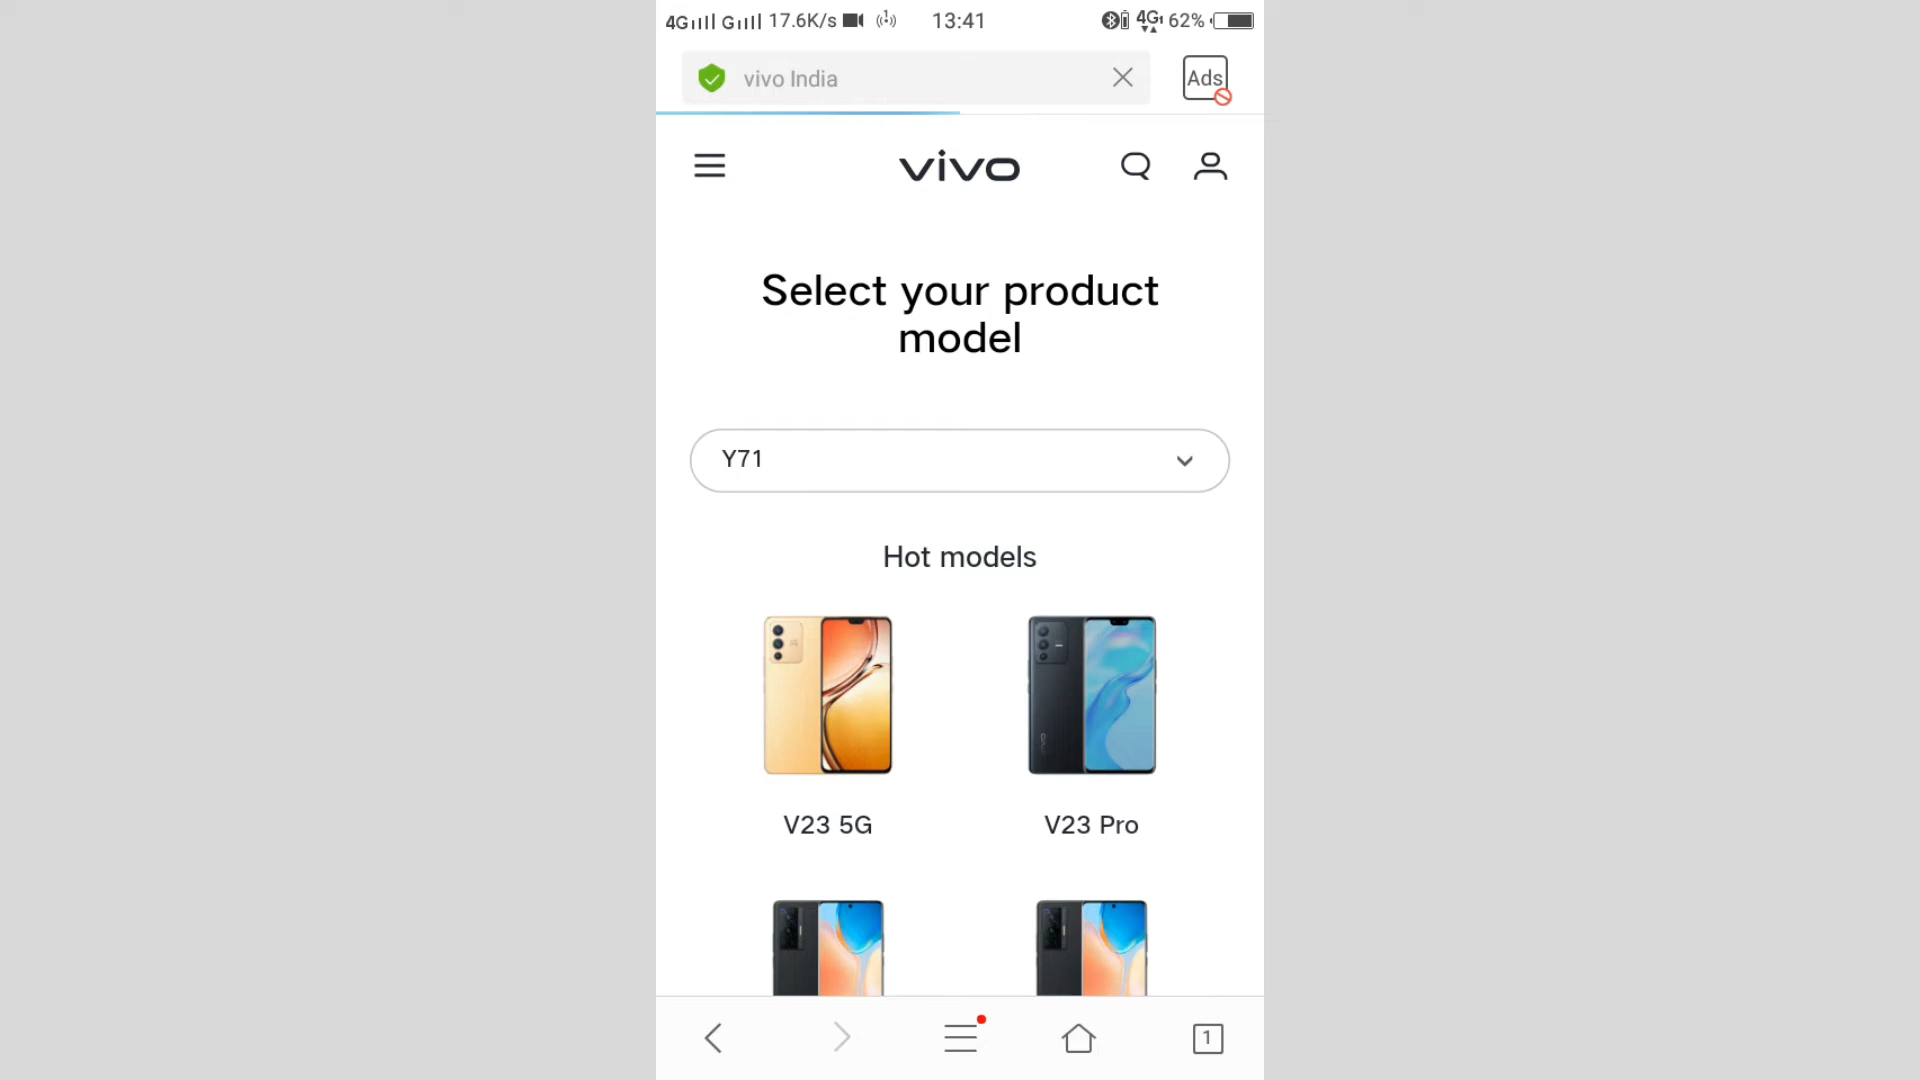 4G G 17.6K/s 13:41 4G 62%
vivo India Ads
vivo
Select your product
model
Y71
Hot models
V23 5G V23 Pro
1